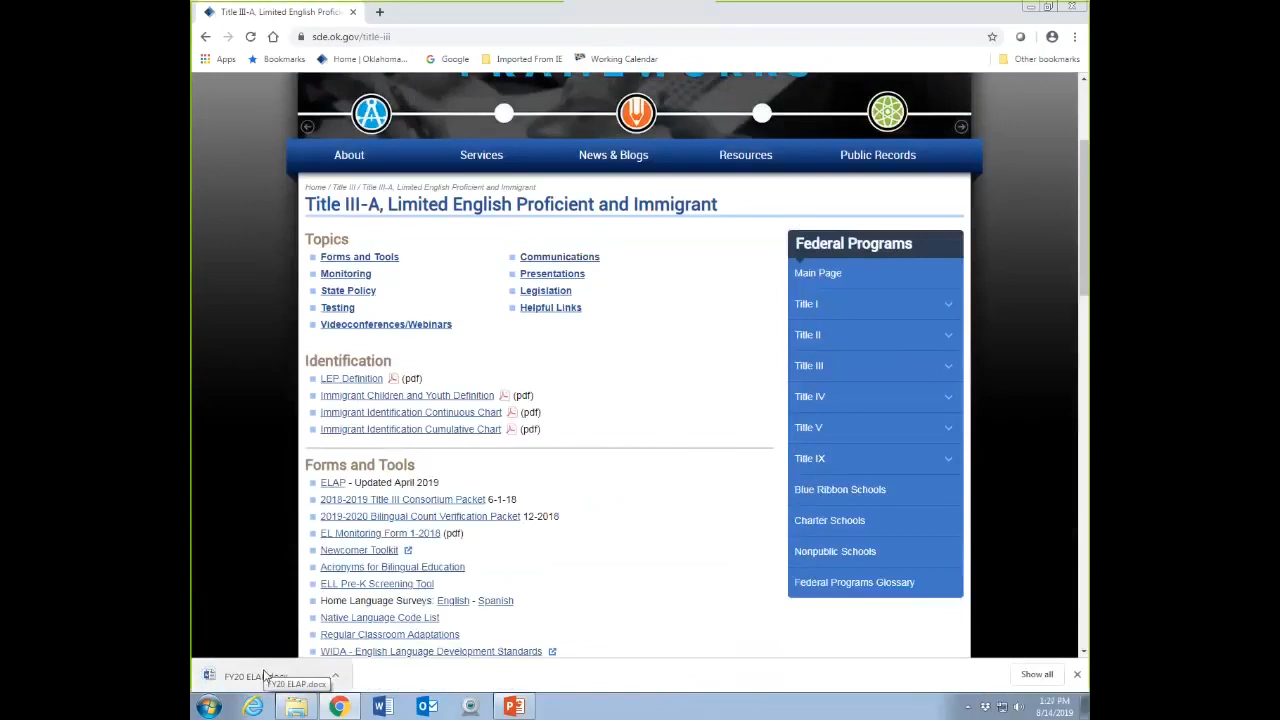 Title III-A, Limited English Profici
sde.ok.gov/title-iii
Apps Bookmarks Home | Oklahoma... Google Imported From IE Working Calendar Other bookmarks
About Services News & Blogs Resources Public Records
Home / Title III / Title III-A, Limited English Proficient and Immigrant
Title III-A, Limited English Proficient and Immigrant
Topics
Forms and Tools
Monitoring
State Policy
Testing
Videoconferences/Webinars
Communications
Presentations
Legislation
Helpful Links
Identification
LEP Definition (pdf)
Immigrant Children and Youth Definition (pdf)
Immigrant Identification Continuous Chart (pdf)
Immigrant Identification Cumulative Chart (pdf)
Forms and Tools
ELAP - Updated April 2019
2018-2019 Title III Consortium Packet 6-1-18
2019-2020 Bilingual Count Verification Packet 12-2018
EL Monitoring Form 1-2018 (pdf)
Newcomer Toolkit
Acronyms for Bilingual Education
ELL Pre-K Screening Tool
Home Language Surveys: English - Spanish
Native Language Code List
Regular Classroom Adaptations
WIDA - English Language Development Standards
Federal Programs
Main Page
Title I
Title II
Title III
Title IV
Title V
Title IX
Blue Ribbon Schools
Charter Schools
Nonpublic Schools
Federal Programs Glossary
FY20 ELAP.docx
FY20 ELAP.docx
Show all
1:27 PM
8/14/2019